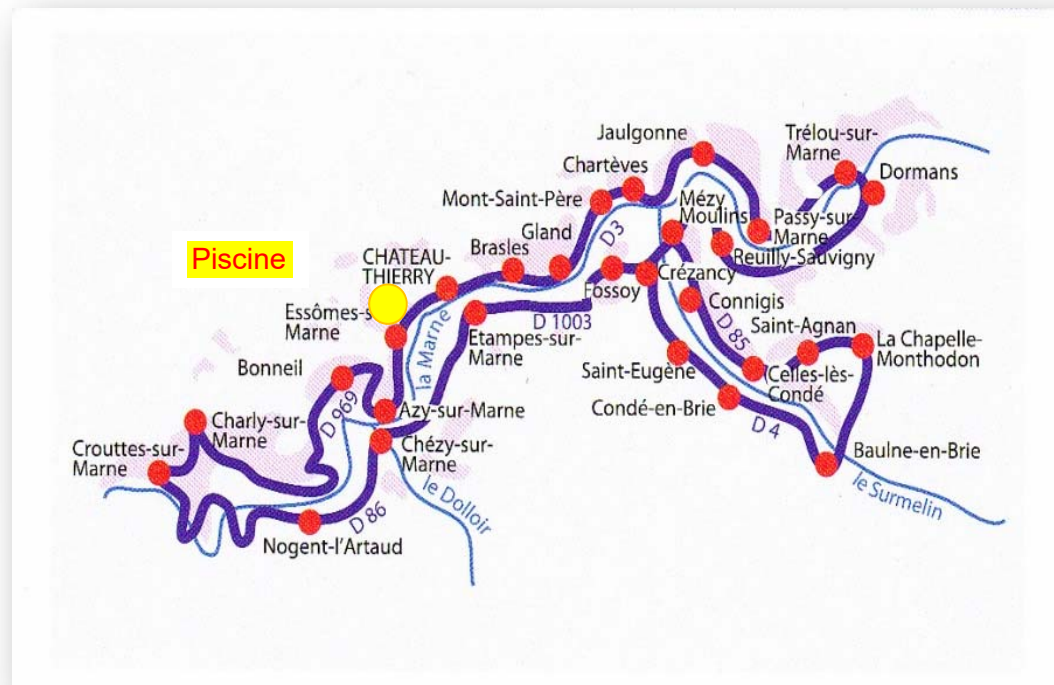 Jaulgonne
Trélou-sur-
Marne
Dormans
Chartèves
Mont-Saint-Père
Mézy
Moulins
Passy-sur-
Marne
Reuilly-Sauvigny
Gland
D3
Brasles
Piscine
CHATEAU-
THIERRY
Fossoy
Crézancy
Connigis
Essômes-s
Marne
la Marne
D 1003
Etampes-sur-
Marne
D 85
Saint-Agnan
La Chapelle-
Monthodon
Bonneil
Saint-Eugène
Celles-lès-
Condé
Condé-en-Brie
D 4
Azy-sur-Marne
D 969
Charly-sur-
Marne
Crouttes-sur-
Marne
Chézy-sur-
Marne
Baulne-en-Brie
le Dolloir
le Surmelin
D 86
Nogent-l'Artaud